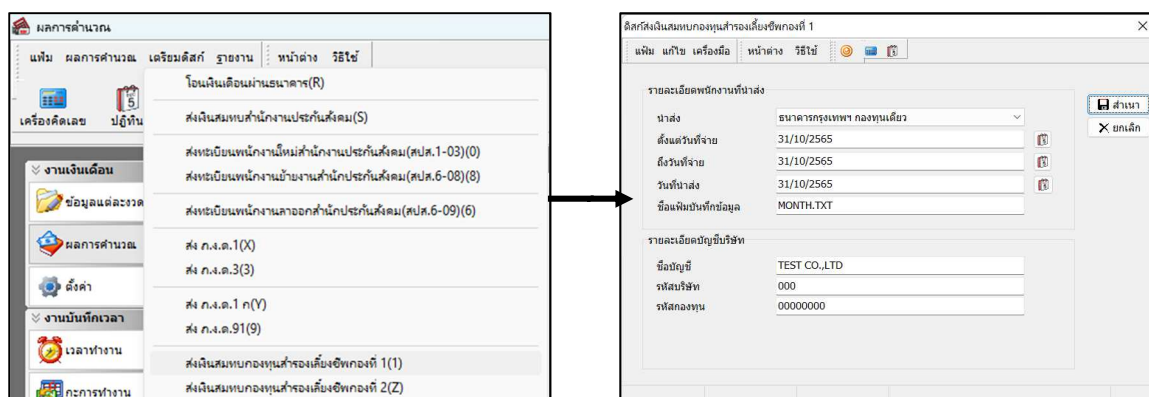 ผลการคำนวณ
แฟ้ม ผลการคำนวณ เตรียมดิสก์ รายงาน หน้าต่าง วิธีใช้
โอนเงินเดือนผ่านธนาคาร(R)
ส่งเงินสมทบสำนักงานประกันสังคม(S)
ส่งทะเบียนพนักงานใหม่สำนักงานประกันสังคม(สปส.1-03)(0)
ส่งทะเบียนพนักงานย้ายงานสำนักประกันสังคม(สปส.6-08)(8)
ส่งทะเบียนพนักงานลาออกสำนักประกันสังคม(สปส.6-09)(6)
ส่ง ภ.ง.ด.1(X)
ส่ง ภ.ง.ด.3(3)
ส่ง ภ.ง.ด.1 ก(Y)
ส่ง ภ.ง.ด.91(9)
ส่งเงินสมทบกองทุนสำรองเลี้ยงชีพกองที่ 1(1)
ส่งเงินสมทบกองทุนสำรองเลี้ยงชีพกองที่ 2(Z)
5
เครื่องคิดเลข ปฏิทิน
งานเงินเดือน
ข้อมูลแต่ละงวด
ผลการคำนวณ
ตั้งค่า
งานบันทึกเวลา
เวลาทำงาน
กะการทำงาน
ดิสก์ส่งเงินสมทบกองทุนสำรองเลี้ยงชีพกองที่ 1
แฟ้ม แก้ไข เครื่องมือ หน้าต่าง วิธีใช้
รายละเอียดพนักงานที่นำส่ง
นำส่ง ธนาคารกรุงเทพฯ กองทุนเดียว
ตั้งแต่วันที่จ่าย 31/10/2565
ถึงวันที่จ่าย 31/10/2565
วันที่นำส่ง 31/10/2565
ชื่อแฟ้มบันทึกข้อมูล MONTH.TXT
สำเนา
ยกเลิก
รายละเอียดบัญชีบริษัท
ชื่อบัญชี TEST CO.,LTD
รหัสบริษัท 000
รหัสกองทุน 00000000